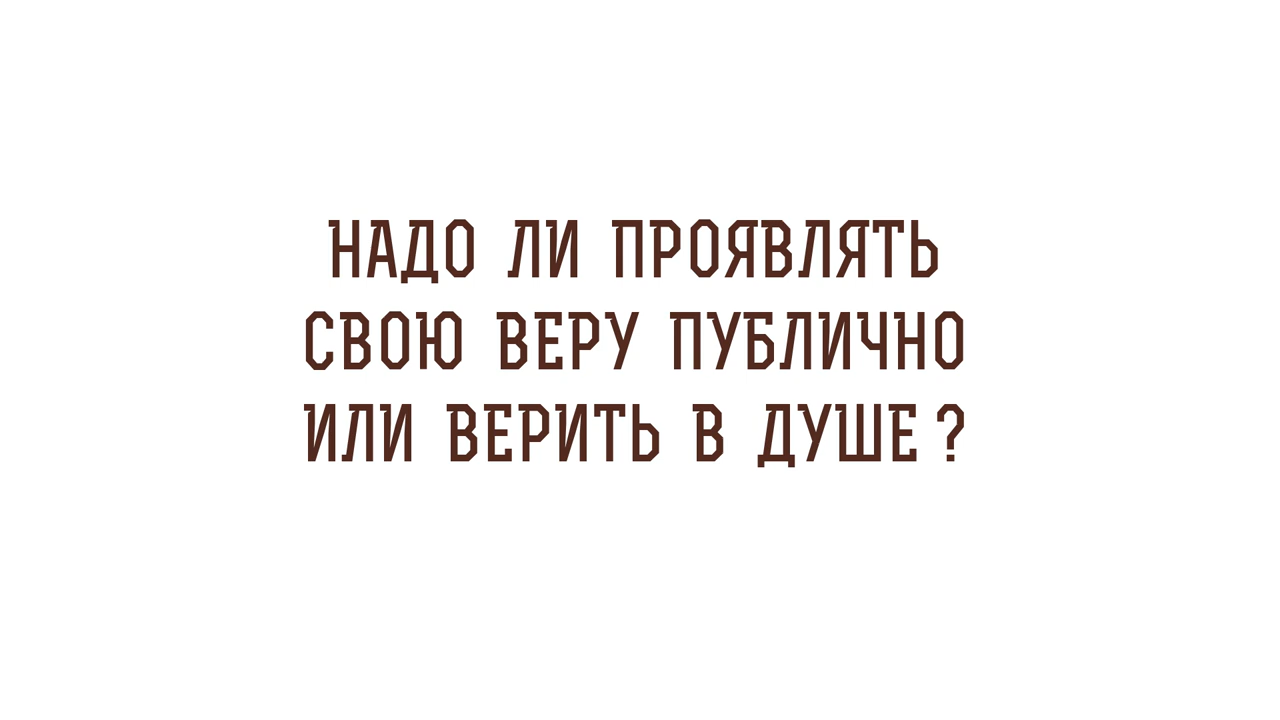 НАДО ЛИ ПРОЯВЛЯТЬ
СВОЮ ВЕРУ ПУБЛИЧНО
ИЛИ ВЕРИТЬ В ДУШЕ ?